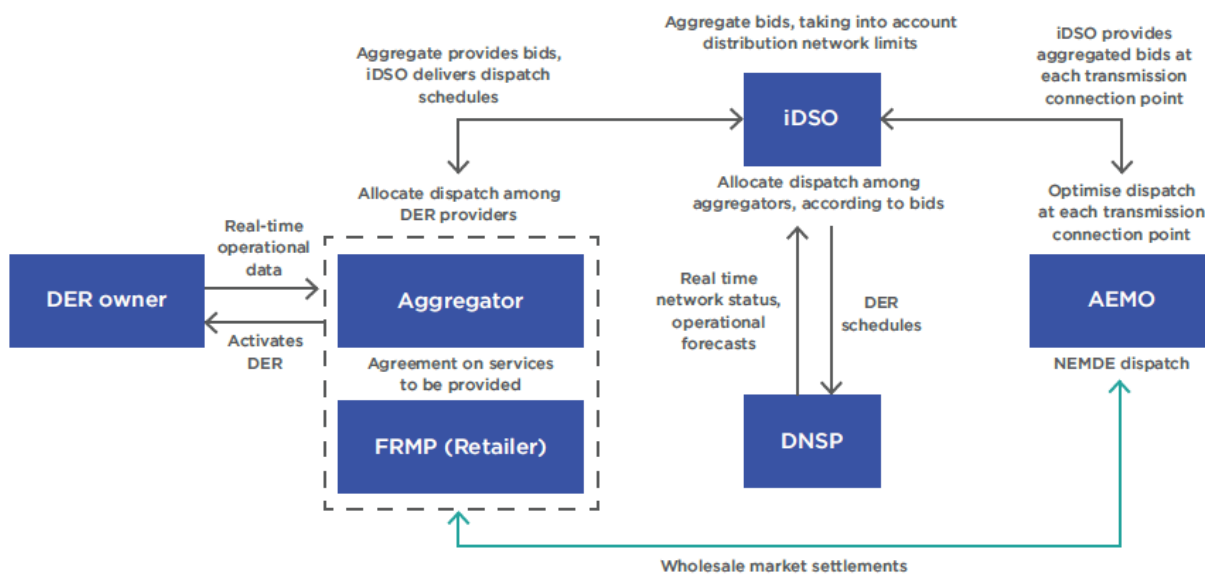 Aggregate bids, taking into account
distribution network limits
Aggregate provides bids,
iDSO delivers dispatch
schedules
iDSO provides
aggregated bids at
each transmission
connection point
iDSO
Allocate dispatch among
DER providers
Allocate dispatch among
aggregators, according to bids
Optimise dispatch
at each transmission
connection point
Real-time
operational
data
DER owner
Aggregator
Activates
DER
Real time
network status,
operational
forecasts
DER
schedules
AEMO
NEMDE dispatch
Agreement on services
to be provided
FRMP (Retailer)
DNSP
Wholesale market settlements